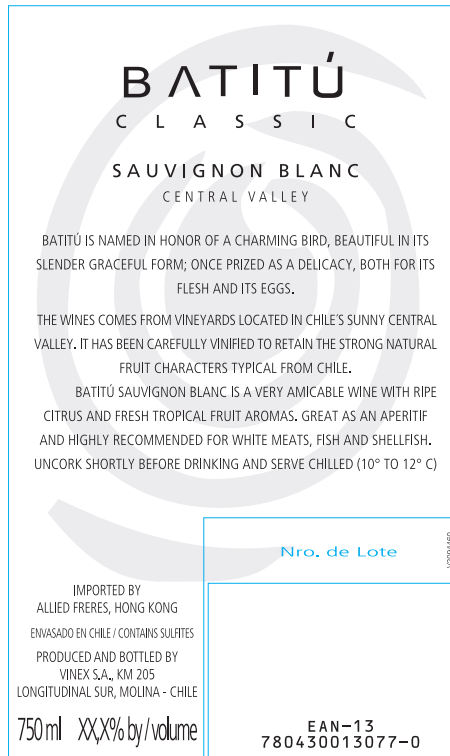 BATITÚ
CLASSIC
SAUVIGNON BLANC
CENTRAL VALLEY
BATITÚ IS NAMED IN HONOR OF A CHARMING BIRD, BEAUTIFUL IN ITS
SLENDER GRACEFUL FORM; ONCE PRIZED AS A DELICACY, BOTH FOR ITS
FLESH AND ITS EGGS.
THE WINES COMES FROM VINEYARDS LOCATED IN CHILE'S SUNNY CENTRAL
VALLEY. IT HAS BEEN CAREFULLY VINIFIED TO RETAIN THE STRONG NATURAL
FRUIT CHARACTERS TYPICAL FROM CHILE.
BATITÚ SAUVIGNON BLANC IS A VERY AMICABLE WINE WITH RIPE
CITRUS AND FRESH TROPICAL FRUIT AROMAS. GREAT AS AN APERITIF
AND HIGHLY RECOMMENDED FOR WHITE MEATS, FISH AND SHELLFISH.
UNCORK SHORTLY BEFORE DRINKING AND SERVE CHILLED (10° TO 12° C)
Nro. de Lote
IMPORTED BY
ALLIED FRERES, HONG KONG
ENVASADO EN CHILE / CONTAINS SULFITES
PRODUCED AND BOTTLED BY
VINEX S.A., KM 205
LONGITUDINAL SUR, MOLINA - CHILE
750 ml XX,X% by / volume
EAN-13
780430013077-0